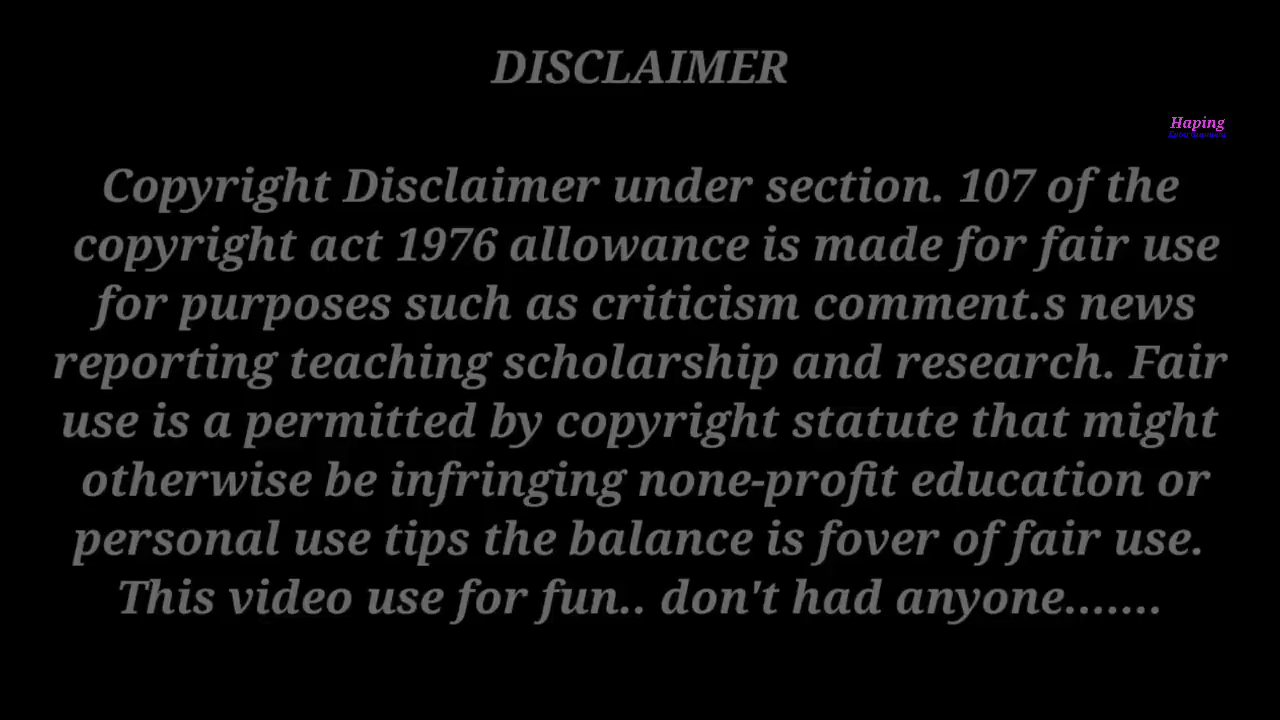 DISCLAIMER
Haping
Copyright Disclaimer under section. 107 of the
copyright act 1976 allowance is made for fair use
for purposes such as criticism comment.s news
reporting teaching scholarship and research. Fair
use is a permitted by copyright statute that might
otherwise be infringing none-profit education or
personal use tips the balance is fover of fair use.
This video use for fun.. don't had anyone.......